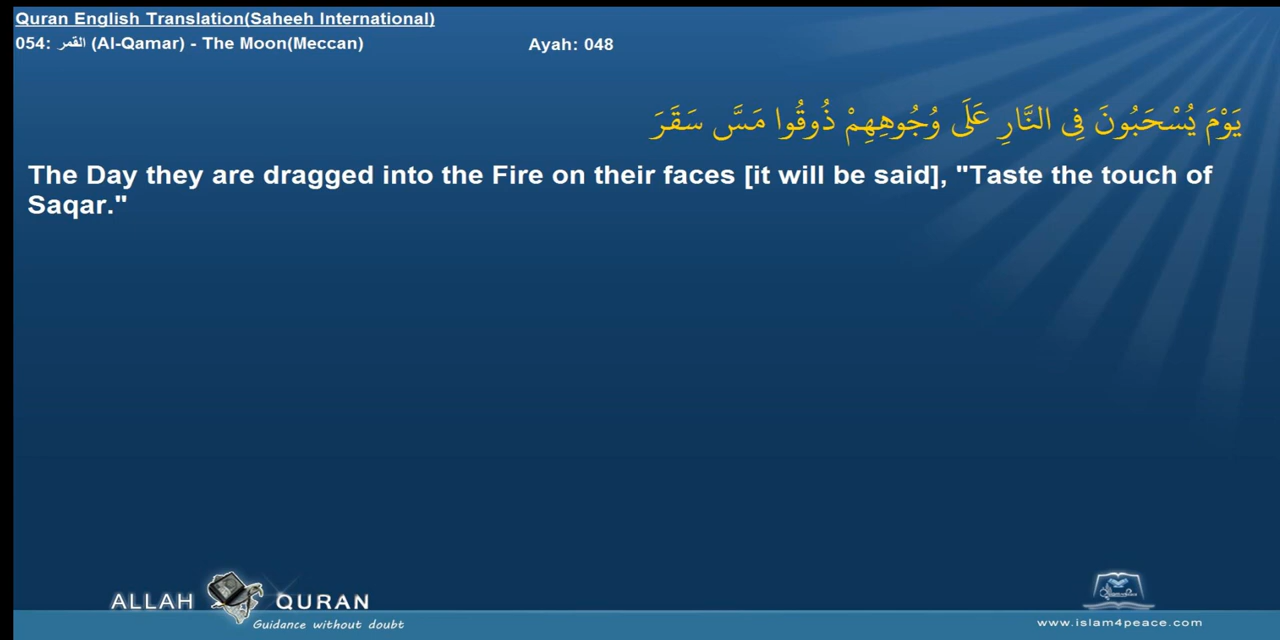 Quran English Translation(Saheeh International)
054: القمر (Al-Qamar) - The Moon(Meccan) Ayah: 048
يَوْمَ يُسْحَبُونَ فِى النَّارِ عَلَى وُجُوهِهِمْ ذُوقُوا مَسَّ سَقَرَ
The Day they are dragged into the Fire on their faces [it will be said], "Taste the touch of
Saqar."
ALLAH QURAN
Guidance without doubt
www.islam4peace.com